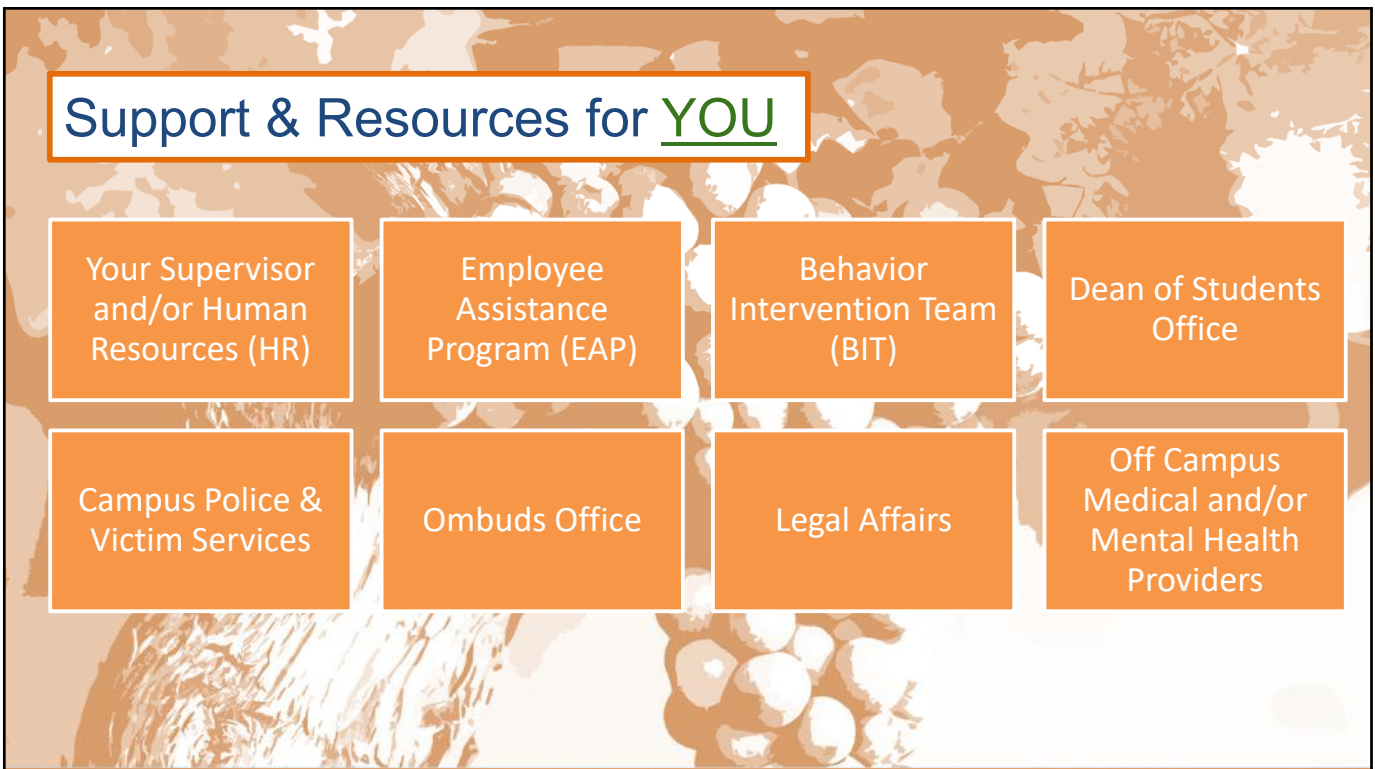 Support & Resources for YOU
Your Supervisor
and/or Human
Resources (HR)
Employee
Assistance
Program (EAP)
Behavior
Intervention Team
(BIT)
Dean of Students
Office
Campus Police &
Victim Services
Ombuds Office
Legal Affairs
Off Campus
Medical and/or
Mental Health
Providers